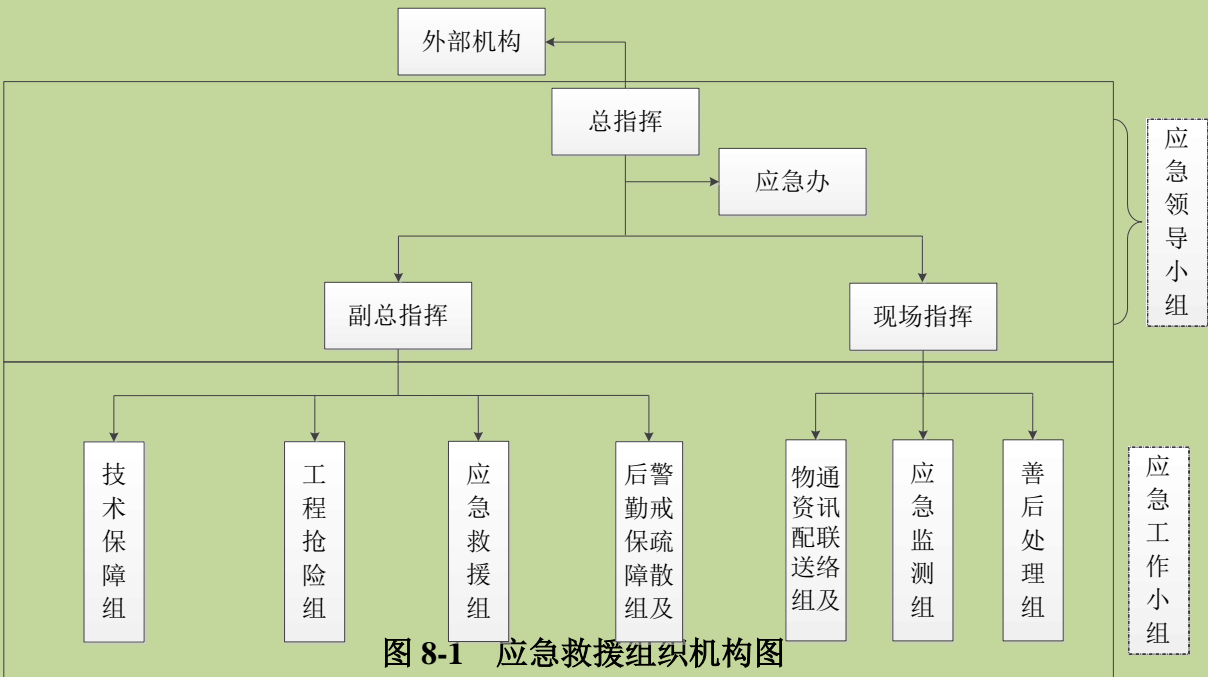 外部机构
总指挥
应急办
副总指挥
现场指挥
应急领导小组
技术保障组
工程抢险组
应急救援组
警戒疏散及
后勤保障组
通讯联络及
物资配送组
应急监测组
善后处理组
应急工作小组
图 8-1 应急救援组织机构图